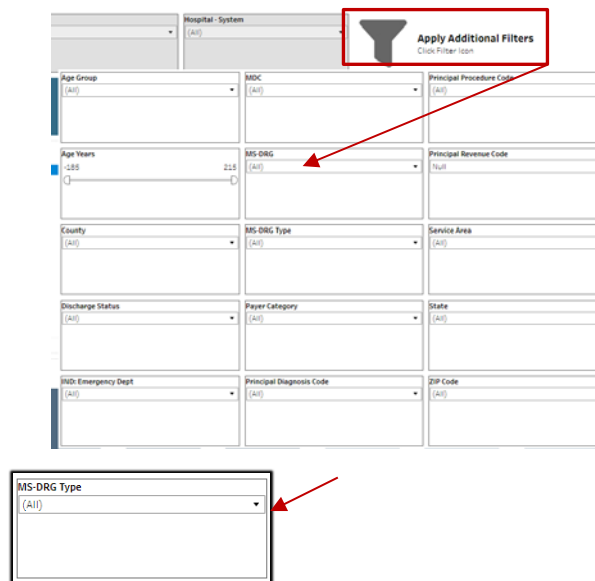 Hospital - System
(All)
Apply Additional Filters
Click Filter Icon
Age Group
(All)
MDC
(All)
Principal Procedure Code
(All)
Age Years
-185 215
MS-DRG
(All)
Principal Revenue Code
Null
County
(All)
MS-DRG Type
(All)
Service Area
(All)
Discharge Status
(All)
Payer Category
(All)
State
(All)
IND: Emergency Dept
(All)
Principal Diagnosis Code
(All)
ZIP Code
(All)
MS-DRG Type
(All)